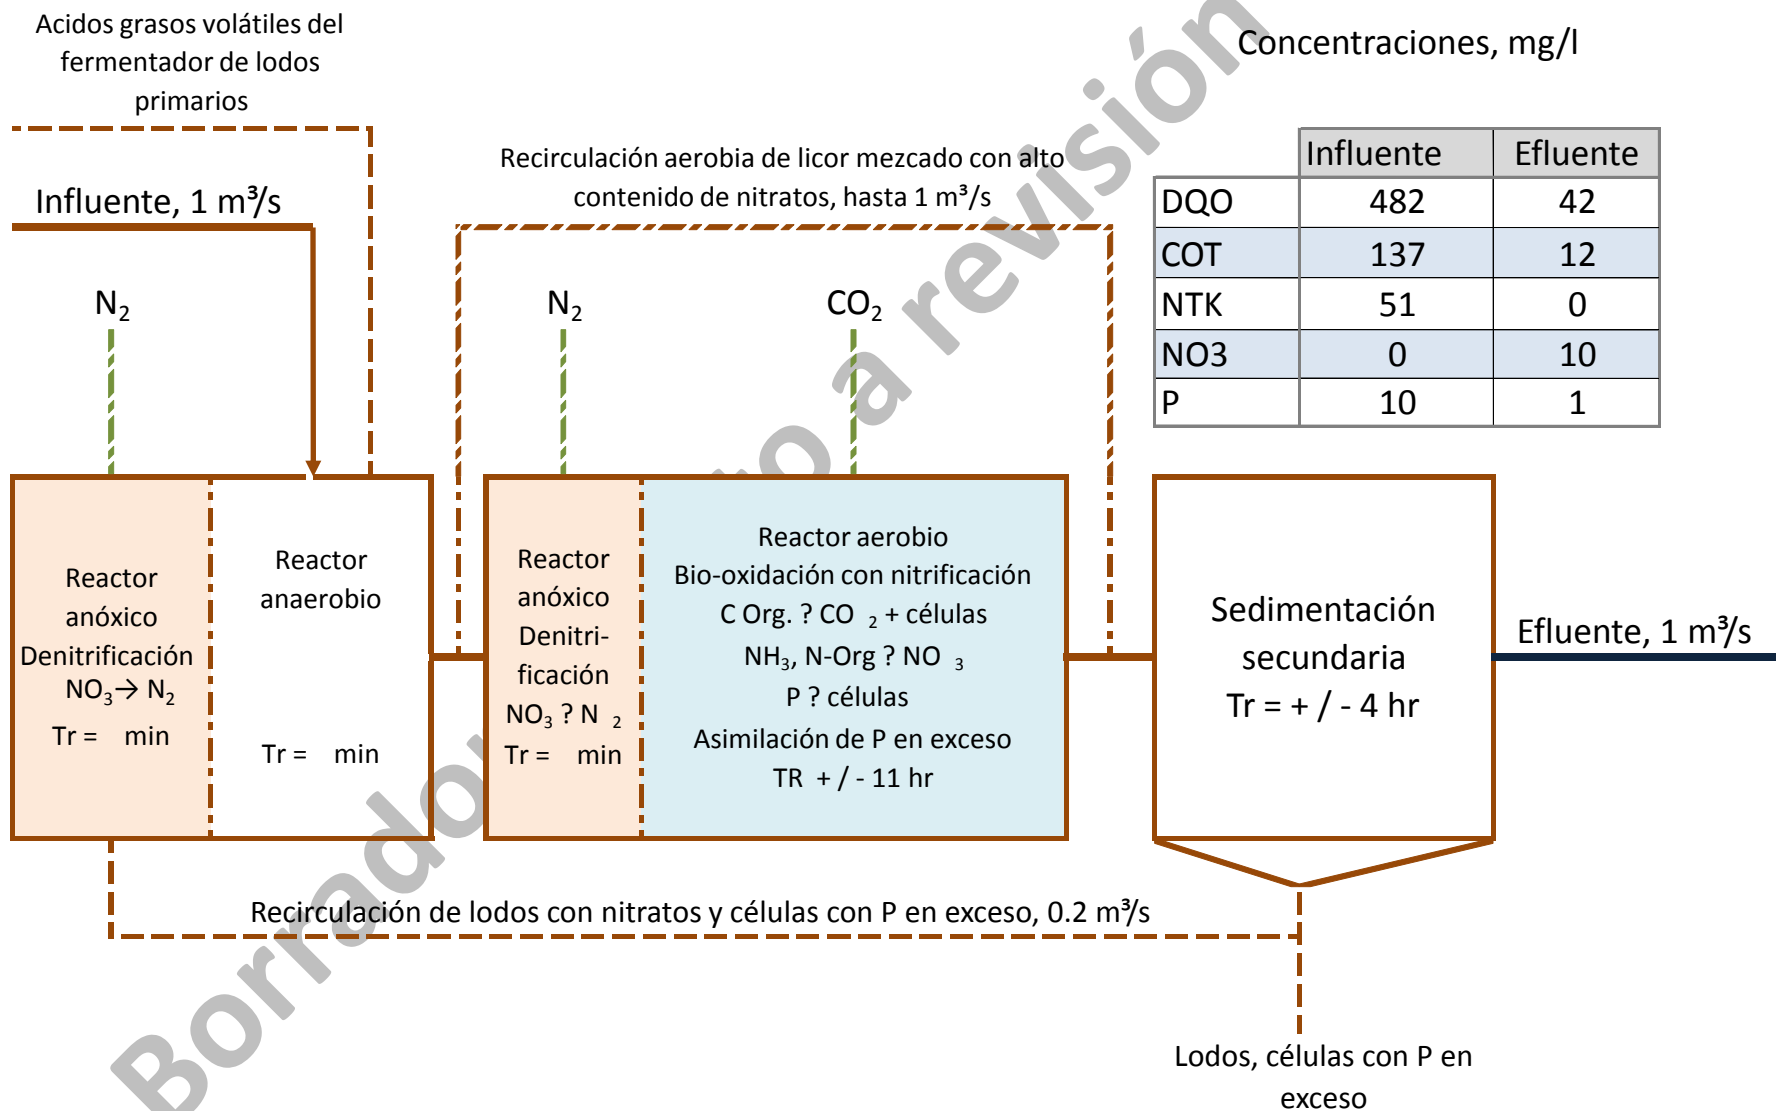 Acidos grasos volátiles del
fermentador de lodos
primarios
Concentraciones, mg/l
Influente Efluente
DQO 482 42
COT 137 12
NTK 51 0
NO3 0 10
P 10 1
Influente, 1 m³/s
Recirculación aerobia de licor mezcado con alto
contenido de nitratos, hasta 1 m³/s
N₂
N₂
CO₂
Reactor
anóxico
Denitrificación
NO₃→ N₂
Tr = min
Reactor
anaerobio
Tr = min
Reactor
anóxico
Denitri-
ficación
NO₃ ? N ₂
Tr = min
Reactor aerobio
Bio-oxidación con nitrificación
C Org. ? CO ₂ + células
NH₃, N-Org ? NO ₃
P ? células
Asimilación de P en exceso
TR + / - 11 hr
Sedimentación
secundaria
Tr = + / - 4 hr
Efluente, 1 m³/s
Recirculación de lodos con nitratos y células con P en exceso, 0.2 m³/s
Lodos, células con P en
exceso
Borrador
a revisión